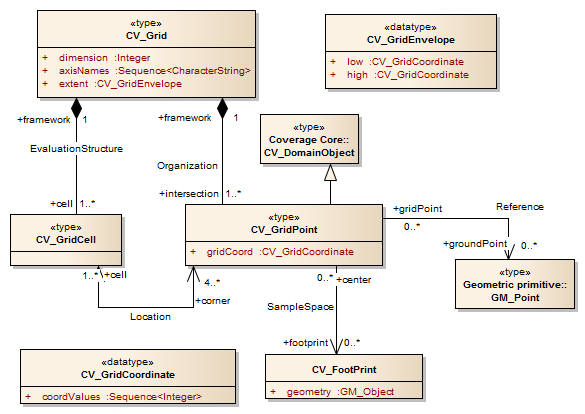 «type»
CV_Grid
+ dimension :Integer
+ axisNames :Sequence<CharacterString>
+ extent :CV_GridEnvelope
«datatype»
CV_GridEnvelope
+ low :CV_GridCoordinate
+ high :CV_GridCoordinate
+framework 1
+framework 1
EvaluationStructure
Organization
«type»
Coverage Core::
CV_DomainObject
+cell 1..*
+intersection 1..*
«type»
CV_GridCell
«type»
CV_GridPoint
+ gridCoord :CV_GridCoordinate
+gridPoint
0..*
Reference
+groundPoint 0..*
«type»
Geometric primitive::
GM_Point
1..* +cell
4..*
+corner
Location
0..* +center
SampleSpace
+footprint 0..*
CV_FootPrint
+ geometry :GM_Object
«datatype»
CV_GridCoordinate
+ coordValues :Sequence<Integer>